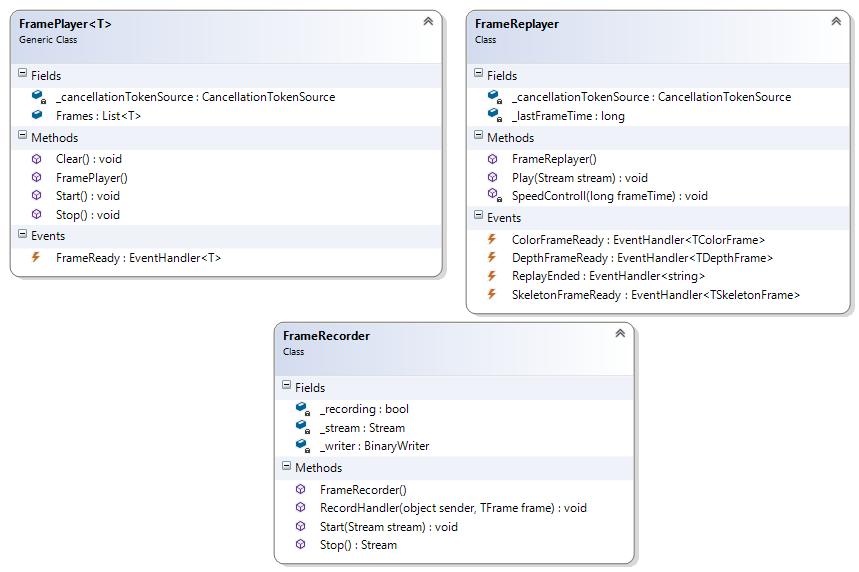 FramePlayer<T>
Generic Class
Fields
_cancellationTokenSource : CancellationTokenSource
Frames : List<T>
Methods
Clear() : void
FramePlayer()
Start() : void
Stop() : void
Events
FrameReady : EventHandler<T>
FrameReplayer
Class
Fields
_cancellationTokenSource : CancellationTokenSource
_lastFrameTime : long
Methods
FrameReplayer()
Play(Stream stream) : void
SpeedControll(long frameTime) : void
Events
ColorFrameReady : EventHandler<TColorFrame>
DepthFrameReady : EventHandler<TDepthFrame>
ReplayEnded : EventHandler<string>
SkeletonFrameReady : EventHandler<TSkeletonFrame>
FrameRecorder
Class
Fields
_recording : bool
_stream : Stream
_writer : BinaryWriter
Methods
FrameRecorder()
RecordHandler(object sender, TFrame frame) : void
Start(Stream stream) : void
Stop() : Stream